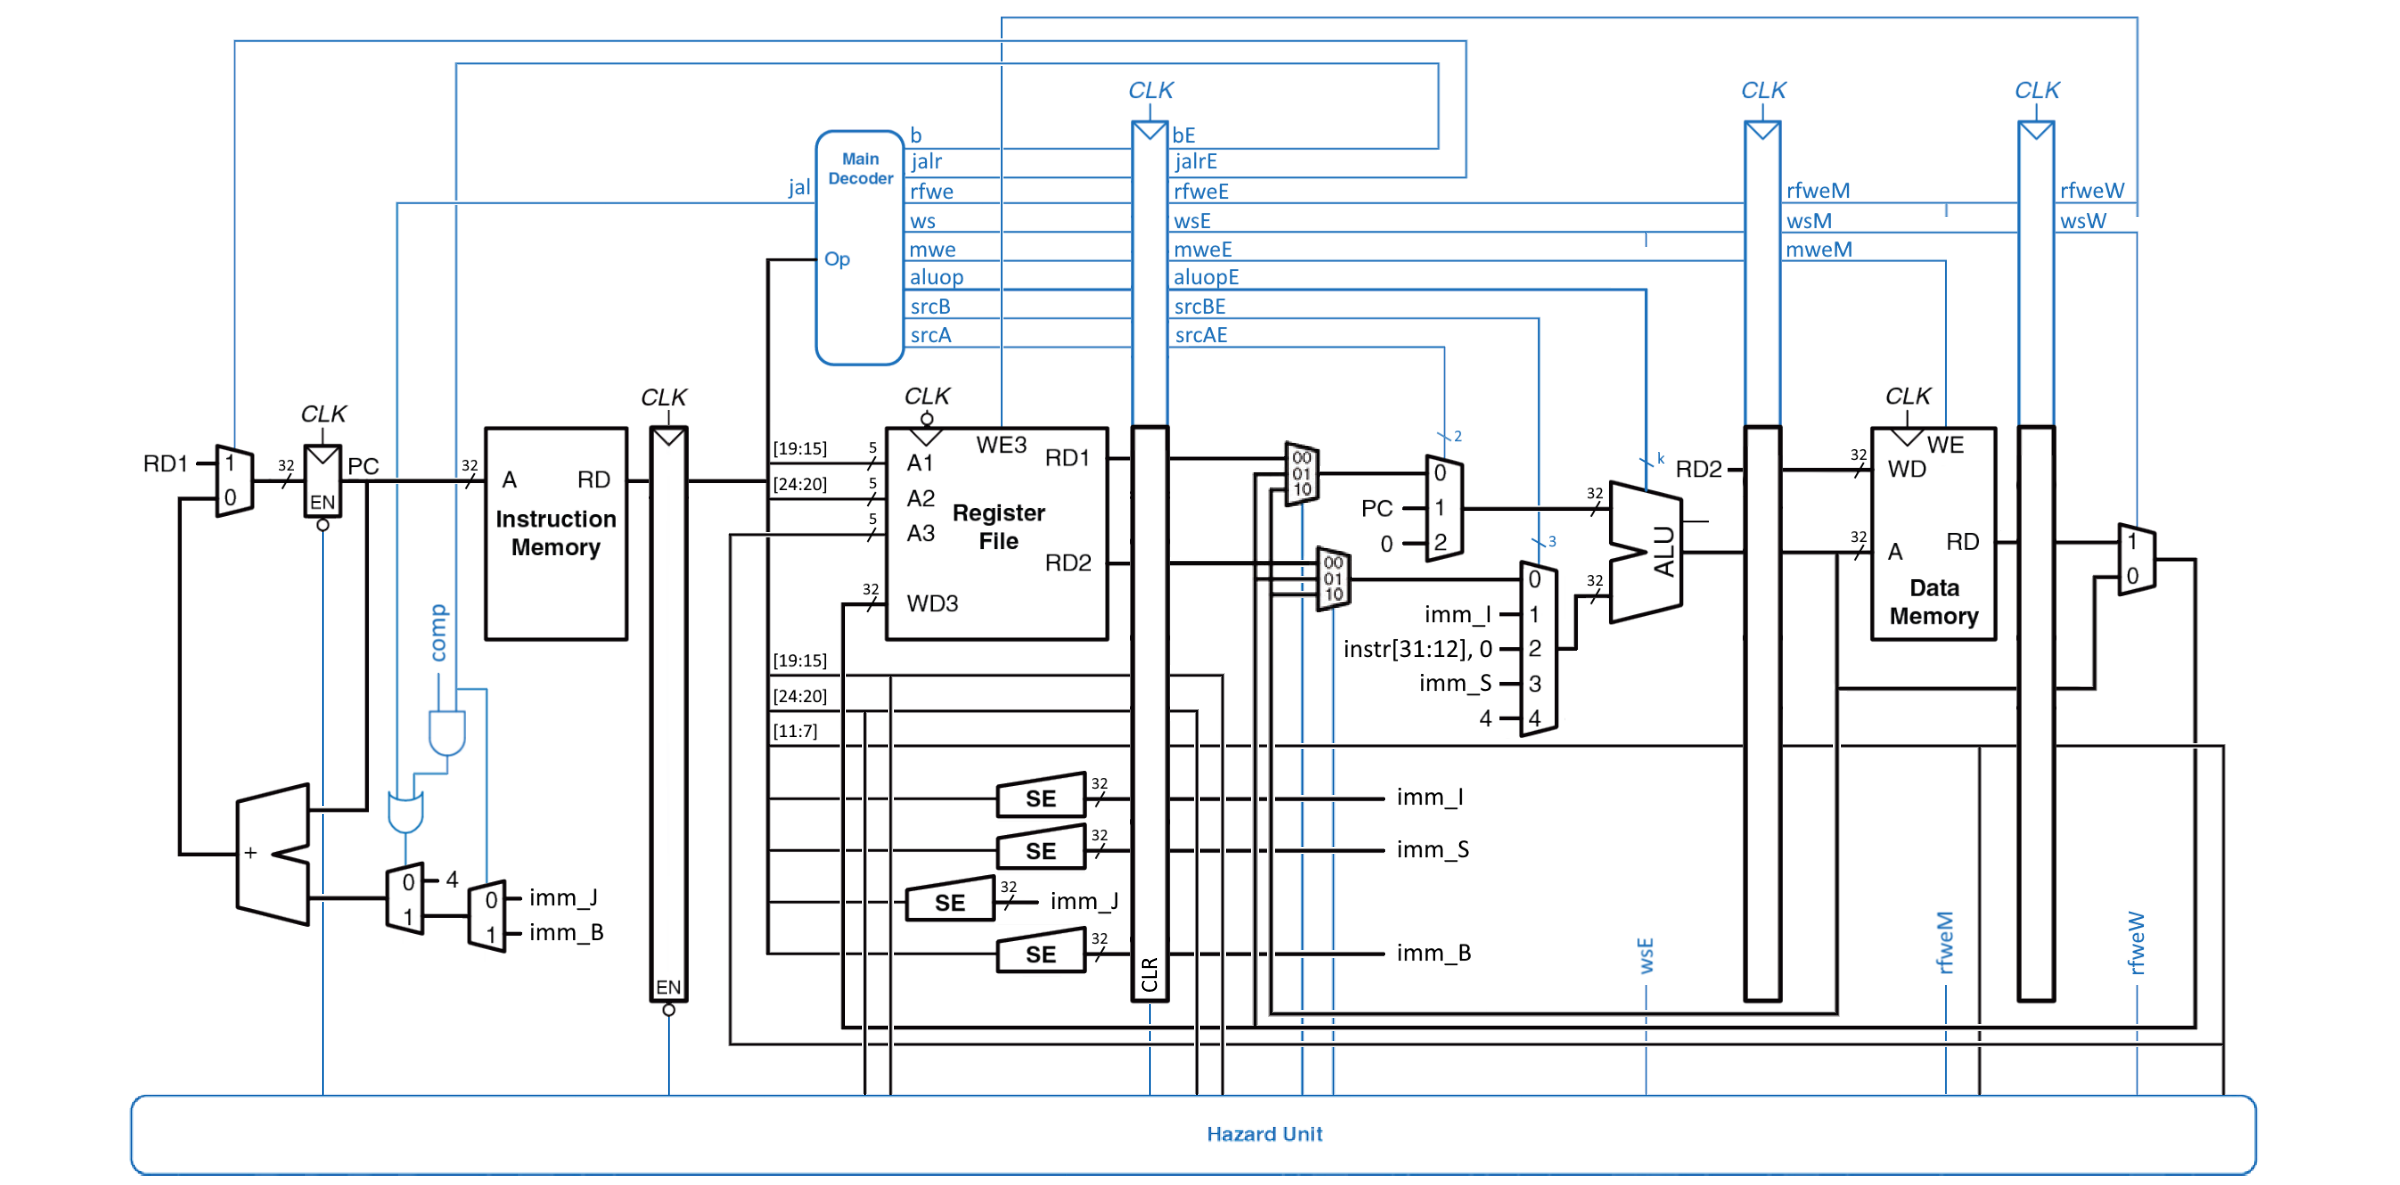 CLK
CLK
CLK
b
bE
Main
Decoder
jalr
jalrE
jal
rfwe
rfweE
rfweM
rfweW
ws
wsE
wsM
wsW
Op
mwe
mweE
mweM
aluop
aluopE
srcB
srcBE
srcA
srcAE
CLK
CLK
CLK
CLK
2
[19:15]
5
A1
WE3
RD1
00
01
10
RD1
1
0
32
PC
EN
32
A
RD
Instruction
Memory
[24:20]
5
A2
Register
File
5
A3
RD2
32
WD3
0
PC
1
0
2
k
RD2
32
WD
WE
32
ALU
32
A
RD
Data
Memory
1
0
3
00
01
10
0
32
imm_I
1
instr[31:12], 0
2
imm_S
3
4
4
comp
[19:15]
[24:20]
[11:7]
SE
32
imm_I
SE
32
imm_S
SE
32
imm_J
SE
32
imm_B
+
0
4
1
0
imm_J
1
imm_B
EN
CLR
wsE
rfweM
rfweW
Hazard Unit